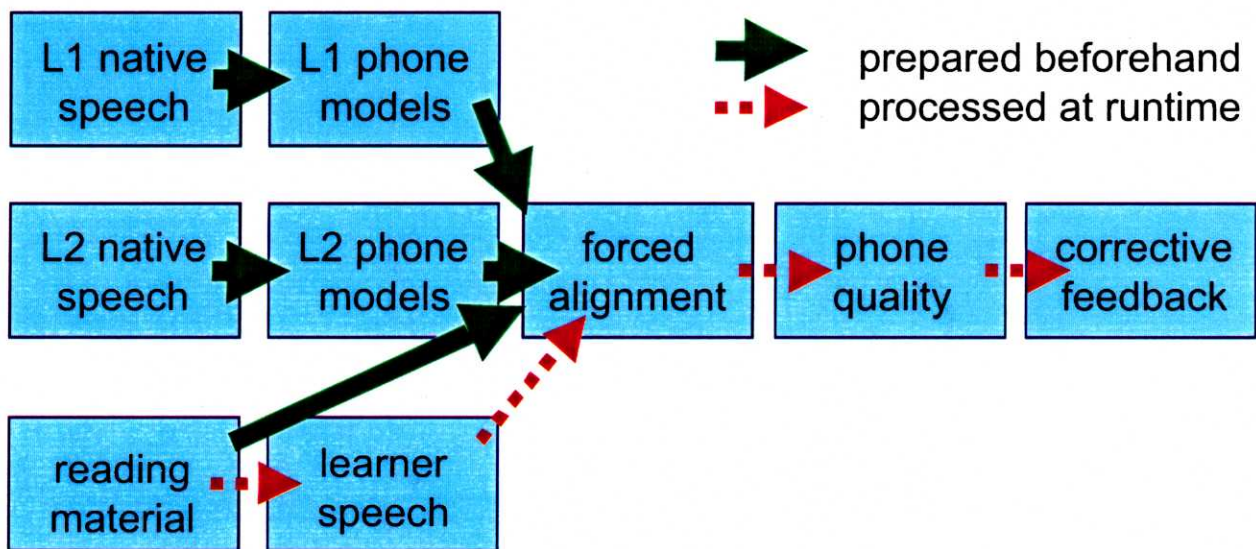 L1 native
speech
L1 phone
models
prepared beforehand
processed at runtime
L2 native
speech
L2 phone
models
forced
alignment
phone
quality
corrective
feedback
reading
material
learner
speech